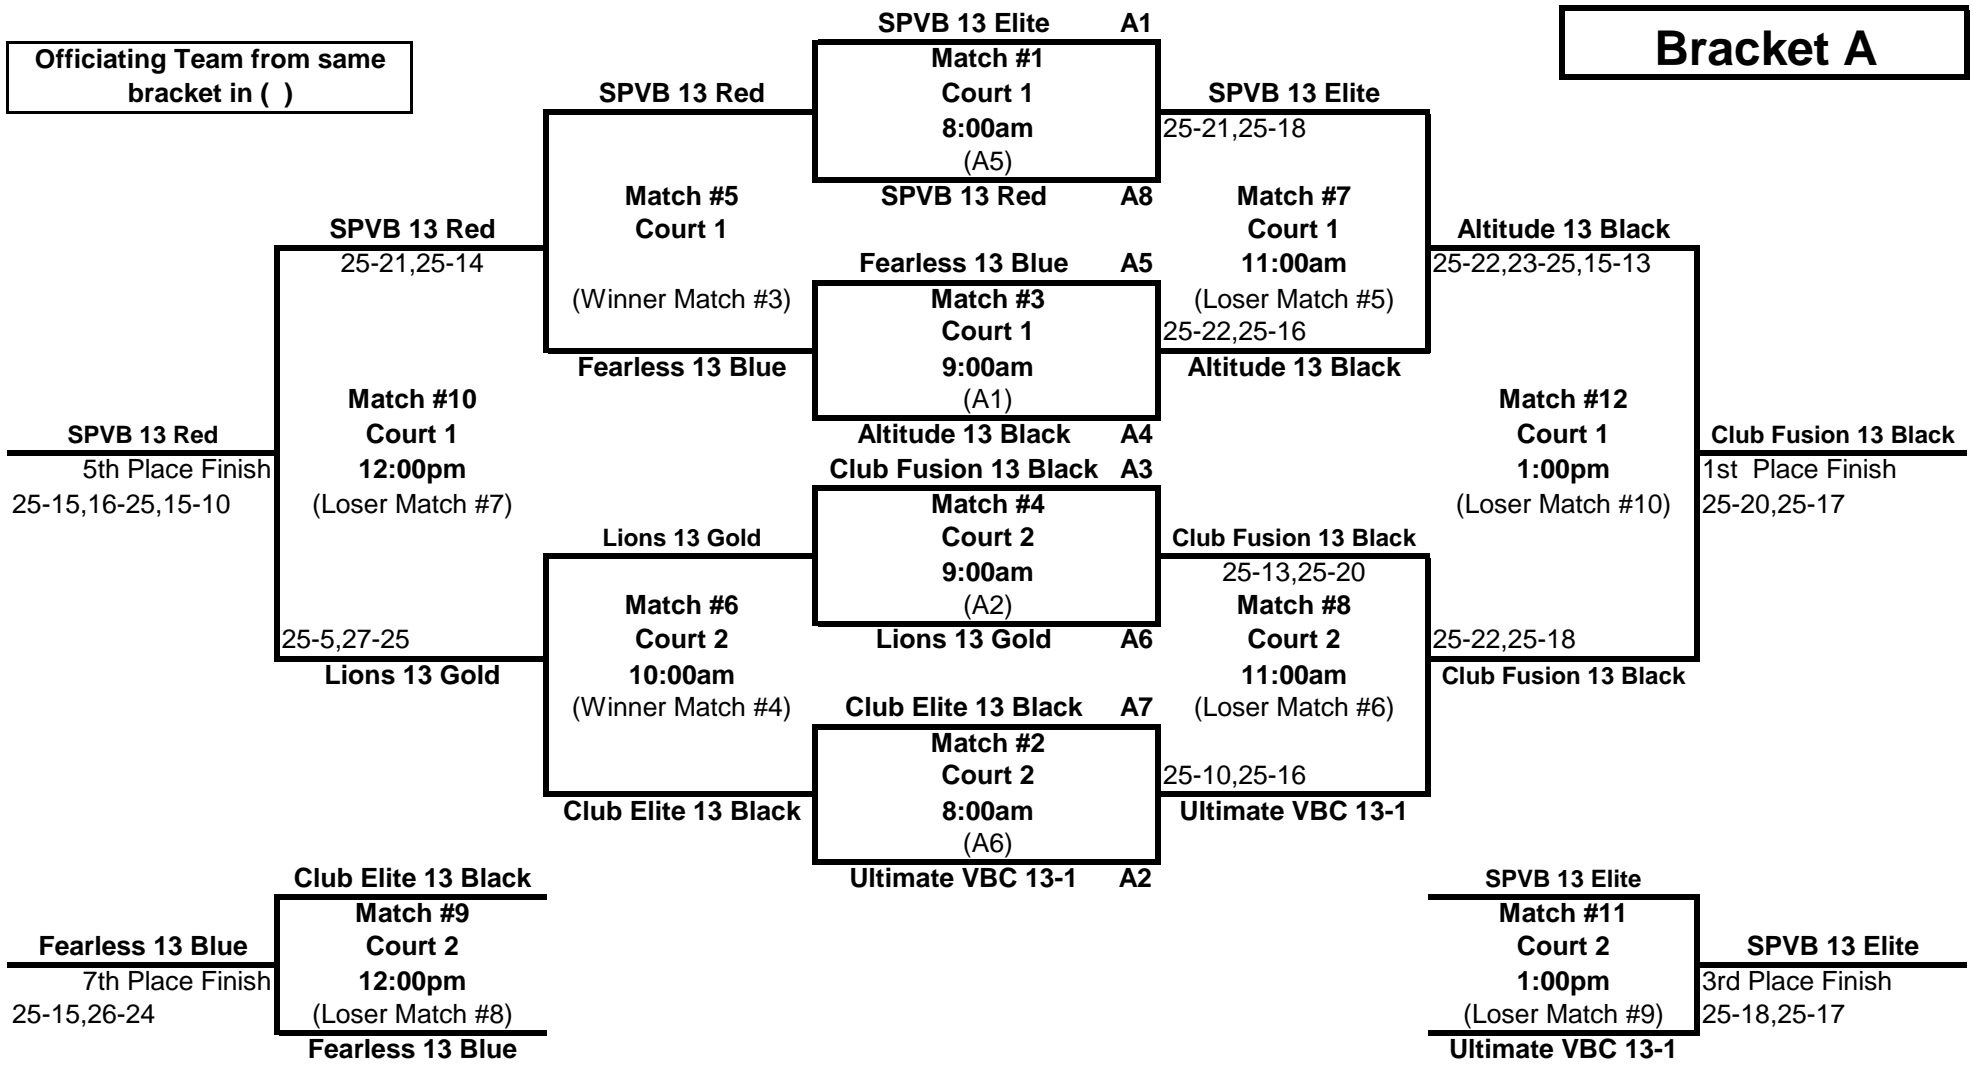 SPVB 13 Elite A1
Bracket A
Officiating Team from same
bracket in ( )
Match #1
SPVB 13 Red
Court 1
SPVB 13 Elite
8:00am
25-21,25-18
(A5)
Match #5
SPVB 13 Red A8
Match #7
SPVB 13 Red
Court 1
Court 1
Altitude 13 Black
25-21,25-14
Fearless 13 Blue A5
11:00am
25-22,23-25,15-13
(Winner Match #3)
Match #3
(Loser Match #5)
Court 1
25-22,25-16
Fearless 13 Blue
9:00am
Altitude 13 Black
Match #10
(A1)
Match #12
SPVB 13 Red
Court 1
Altitude 13 Black A4
Court 1
Club Fusion 13 Black
5th Place Finish
12:00pm
Club Fusion 13 Black A3
1:00pm
1st  Place Finish
25-15,16-25,15-10
(Loser Match #7)
Match #4
(Loser Match #10)
25-20,25-17
Lions 13 Gold
Court 2
Club Fusion 13 Black
9:00am
25-13,25-20
Match #6
(A2)
Match #8
25-5,27-25
Court 2
Lions 13 Gold A6
Court 2
25-22,25-18
Lions 13 Gold
10:00am
11:00am
Club Fusion 13 Black
(Winner Match #4)
Club Elite 13 Black A7
(Loser Match #6)
Match #2
Court 2
25-10,25-16
Club Elite 13 Black
8:00am
Ultimate VBC 13-1
(A6)
Club Elite 13 Black
Ultimate VBC 13-1 A2
SPVB 13 Elite
Match #9
Match #11
Fearless 13 Blue
Court 2
Court 2
SPVB 13 Elite
7th Place Finish
12:00pm
1:00pm
3rd Place Finish
25-15,26-24
(Loser Match #8)
(Loser Match #9)
25-18,25-17
Fearless 13 Blue
Ultimate VBC 13-1